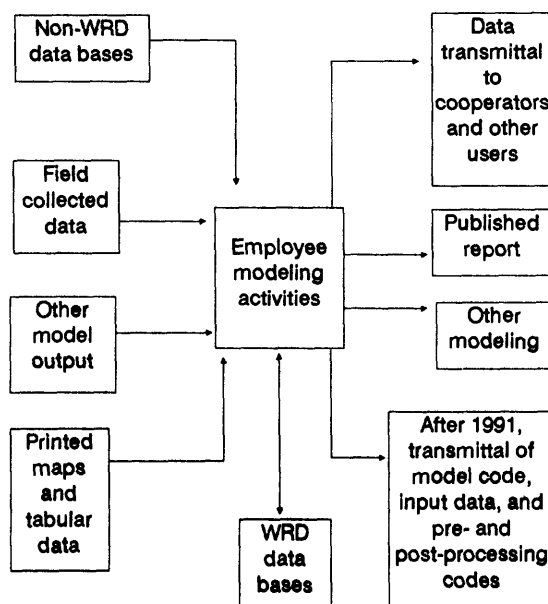 Non-WRD
data bases
Field
collected
data
Other
model
output
Printed
maps
and
tabular
data
Employee
modeling
activities
WRD
data
bases
Data
transmittal
to
cooperators
and other
users
Published
report
Other
modeling
After 1991,
transmittal of
model code,
input data, and
pre- and
post-processing
codes